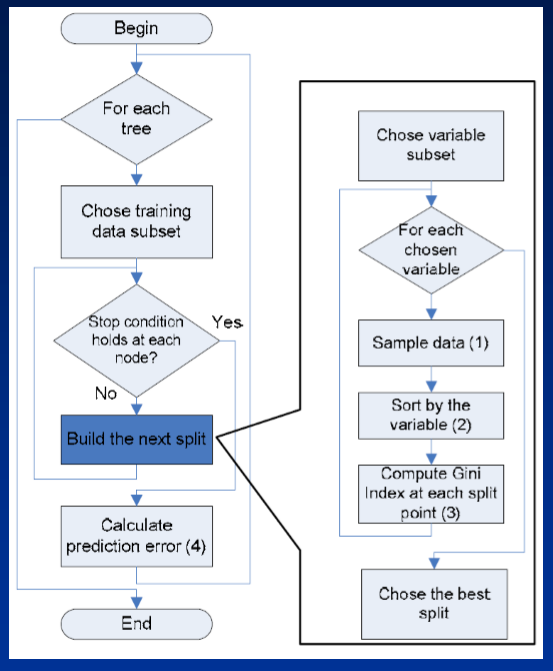 Begin
For each
tree
Chose training
data subset
Stop condition
holds at each
node?
Yes
No
Build the next split
Calculate
prediction error (4)
End
Chose variable
subset
For each
chosen
variable
Sample data (1)
Sort by the
variable (2)
Compute Gini
Index at each split
point (3)
Chose the best
split